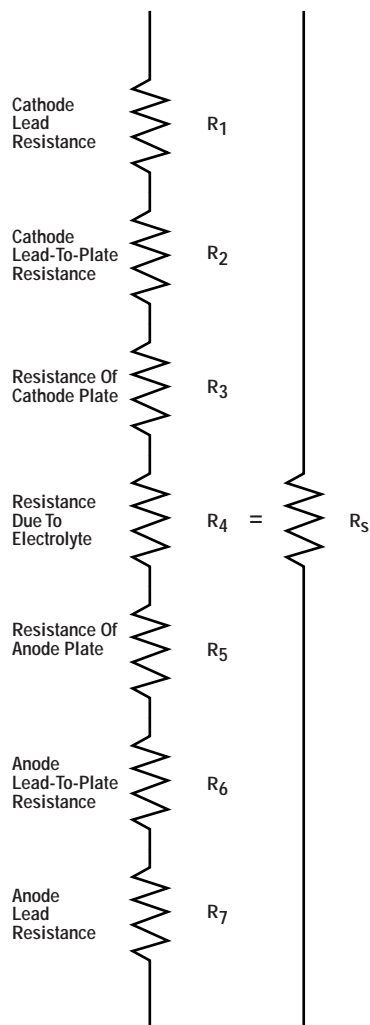 Cathode
Lead
Resistance
R1
Cathode
Lead-To-Plate
Resistance
R2
Resistance Of
Cathode Plate
R3
Resistance
Due To
Electrolyte
R4 = Rs
Resistance Of
Anode Plate
R5
Anode
Lead-To-Plate
Resistance
R6
Anode
Lead
Resistance
R7